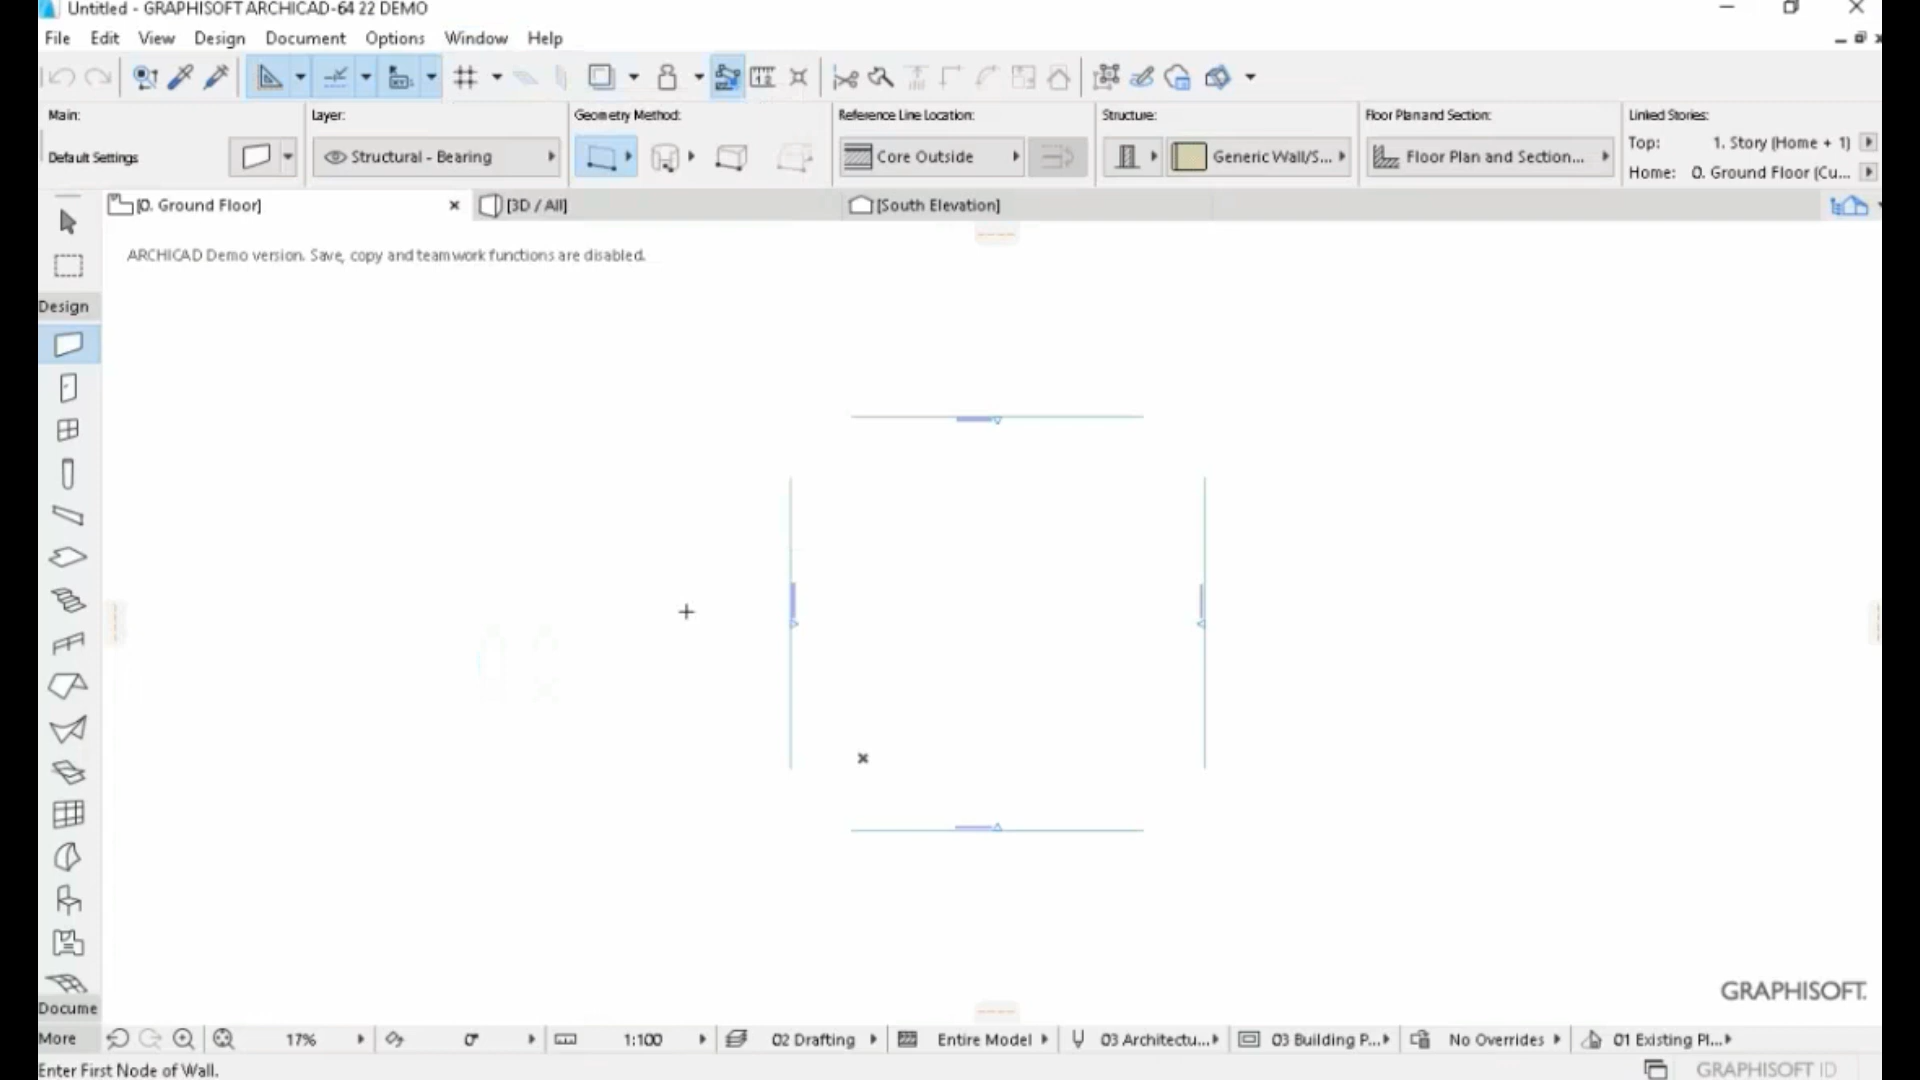 Untitled - GRAPHISOFT ARCHICAD-64 22 DEMO
File Edit View Design Document Options Window Help
Main: Layer: Geometry Method: Reference Line Location: Structure: Floor Plan and Section: Linked Stories:
Top: 1. Story (Home + 1)
Default Settings Structural - Bearing Core Outside Generic Wall/S... Floor Plan and Section...
Home: 0. Ground Floor (Cu...
[0. Ground Floor] [3D / All] [South Elevation]
ARCHICAD Demo version. Save, copy and teamwork functions are disabled.
Design
GRAPHISOFT.
Docume
More 17% 1:100 02 Drafting Entire Model 03 Architectu... 03 Building P... No Overrides 01 Existing Pl...
Enter First Node of Wall. GRAPHISOFT ID